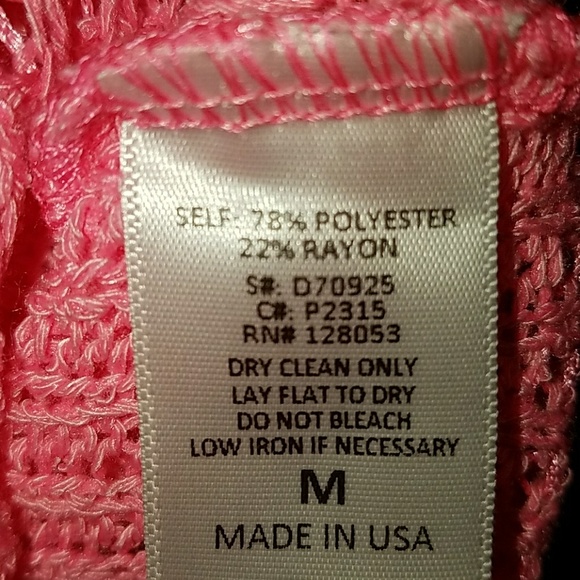 SELF: 78% POLYESTER
22% RAYON
S#: D70925
C#: P2315
RN# 128053
DRY CLEAN ONLY
LAY FLAT TO DRY
DO NOT BLEACH
LOW IRON IF NECESSARY
M
MADE IN USA